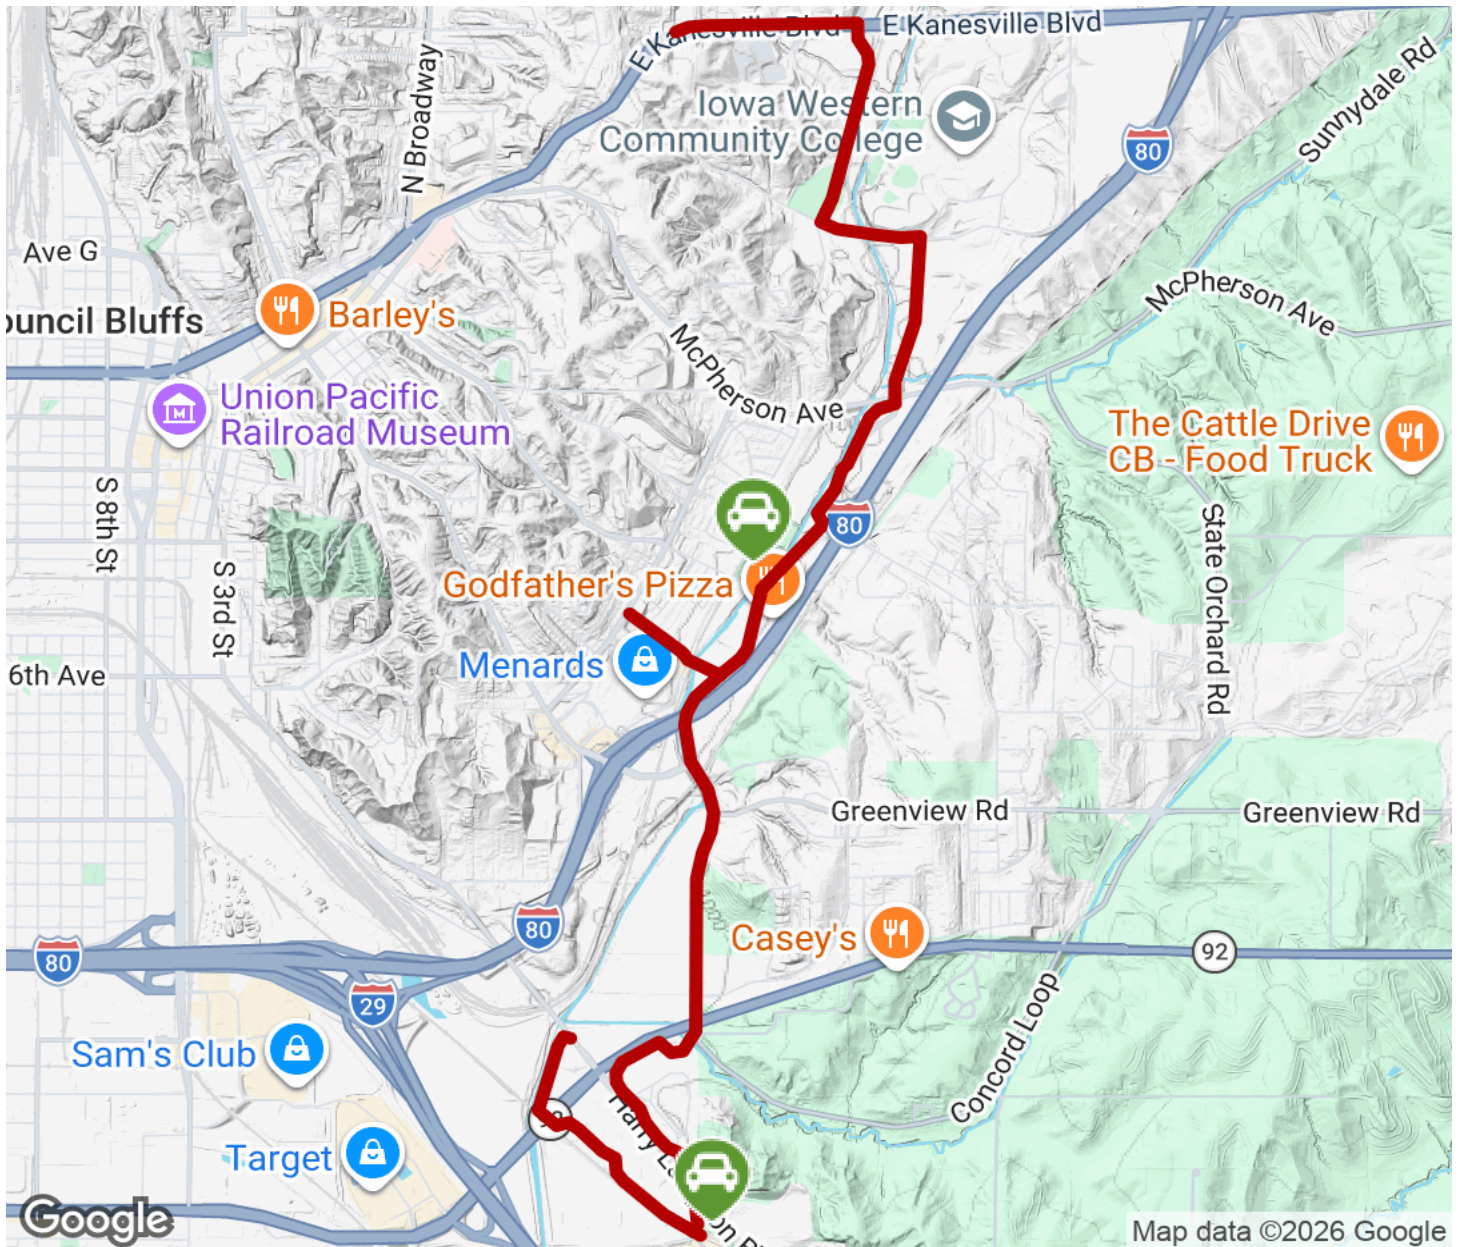 E Kanesville Blvd
E Kanesville Blvd
Sunnydale Rd
N Broadway
Iowa Western
Community College
80
Ave G
McPherson Ave
ouncil Bluffs
Barley's
McPherson Ave
Union Pacific
Railroad Museum
M
The Cattle Drive
CB - Food Truck
S 8th St
80
State Orchard Rd
S 3rd St
Godfather's Pizza
Menards
6th Ave
Greenview Rd
Greenview Rd
80
Casey's
92
80
29
Concord Loop
Sam's Club
Harry
Target
Google
Map data ©2026 Google